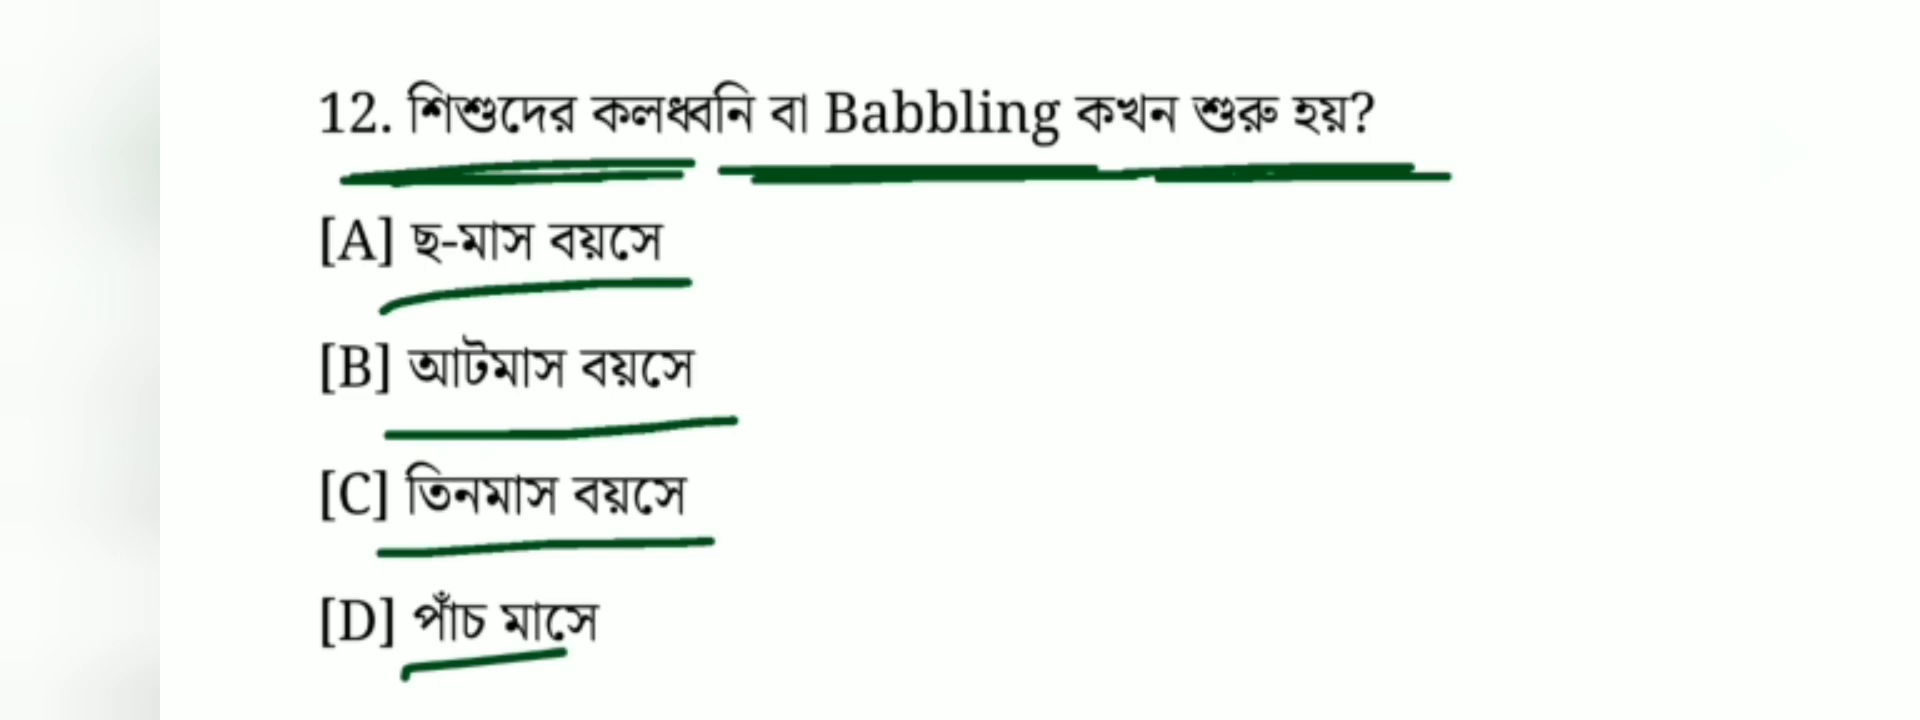 12. শিশুদের কলধ্বনি বা Babbling কখন শুরু হয়?
[A] ছ-মাস বয়সে
[B] আটমাস বয়সে
[C] তিনমাস বয়সে
[D] পাঁচ মাসে